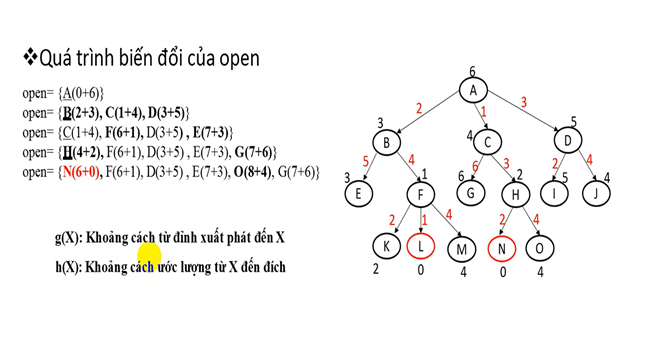 ❖Quá trình biến đổi của open
open= {A(0+6)}
open= {B(2+3), C(1+4), D(3+5)}
open= {C(1+4), F(6+1), D(3+5) , E(7+3)}
open= {H(4+2), F(6+1), D(3+5) , E(7+3), G(7+6)}
open= {N(6+0), F(6+1), D(3+5) , E(7+3), O(8+4), G(7+6)}
g(X): Khoảng cách từ đỉnh xuất phát đến X
h(X): Khoảng cách ước lượng từ X đến đích
6
A
2 1 3
3 4 5
B C D
5 4 6 3 2 4
3 1 6 2 5 4
E F G H I J
2 1 4 2 4
K L M N O
2 0 4 0 4